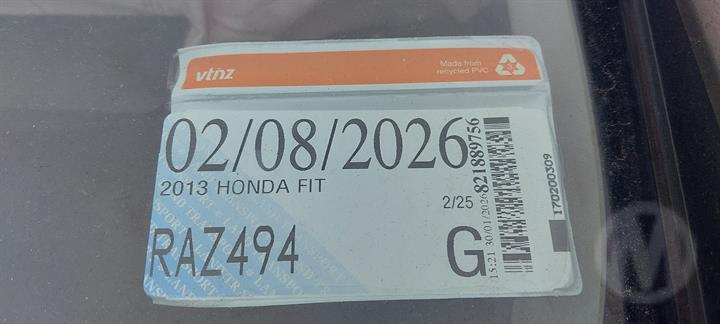 vtnz
Made from
recycled PVC
3
02/08/2026
2013 HONDA FIT
2/25
RAZ494
G
15:21 30/01/2026
821889756
170200309
M